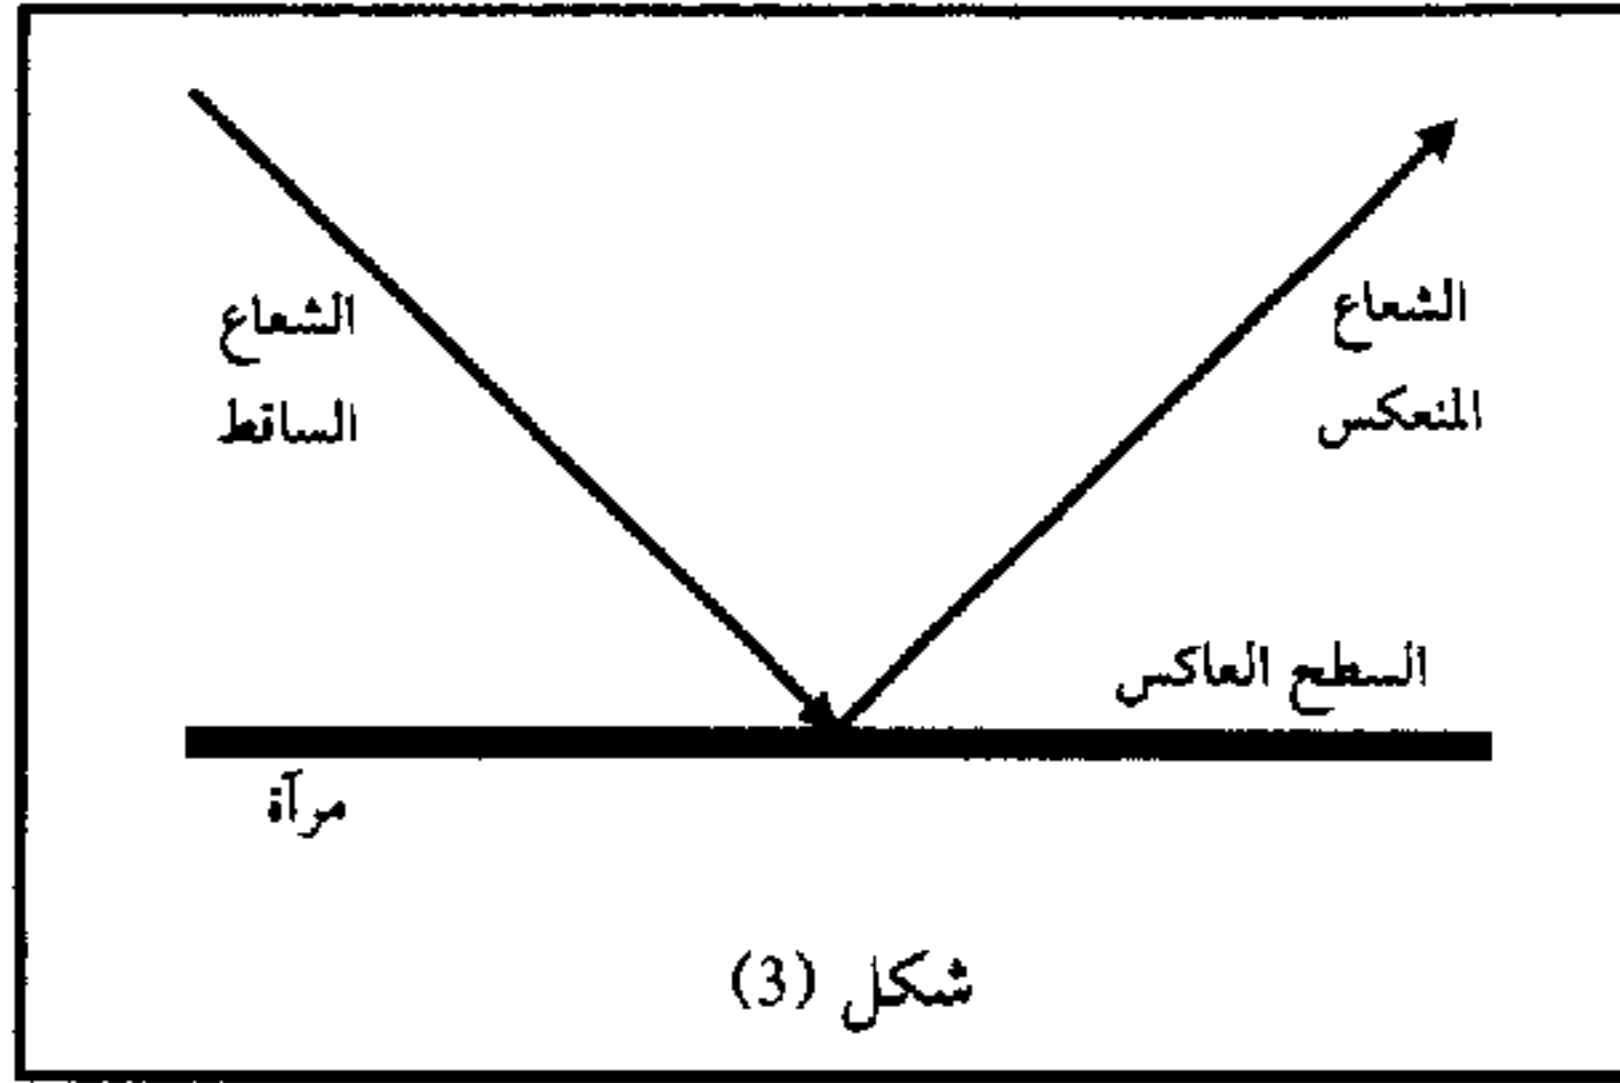 الشعاع
المنعكس
الشعاع
الساقط
السطح العاكس
مرآة
شكل (3)